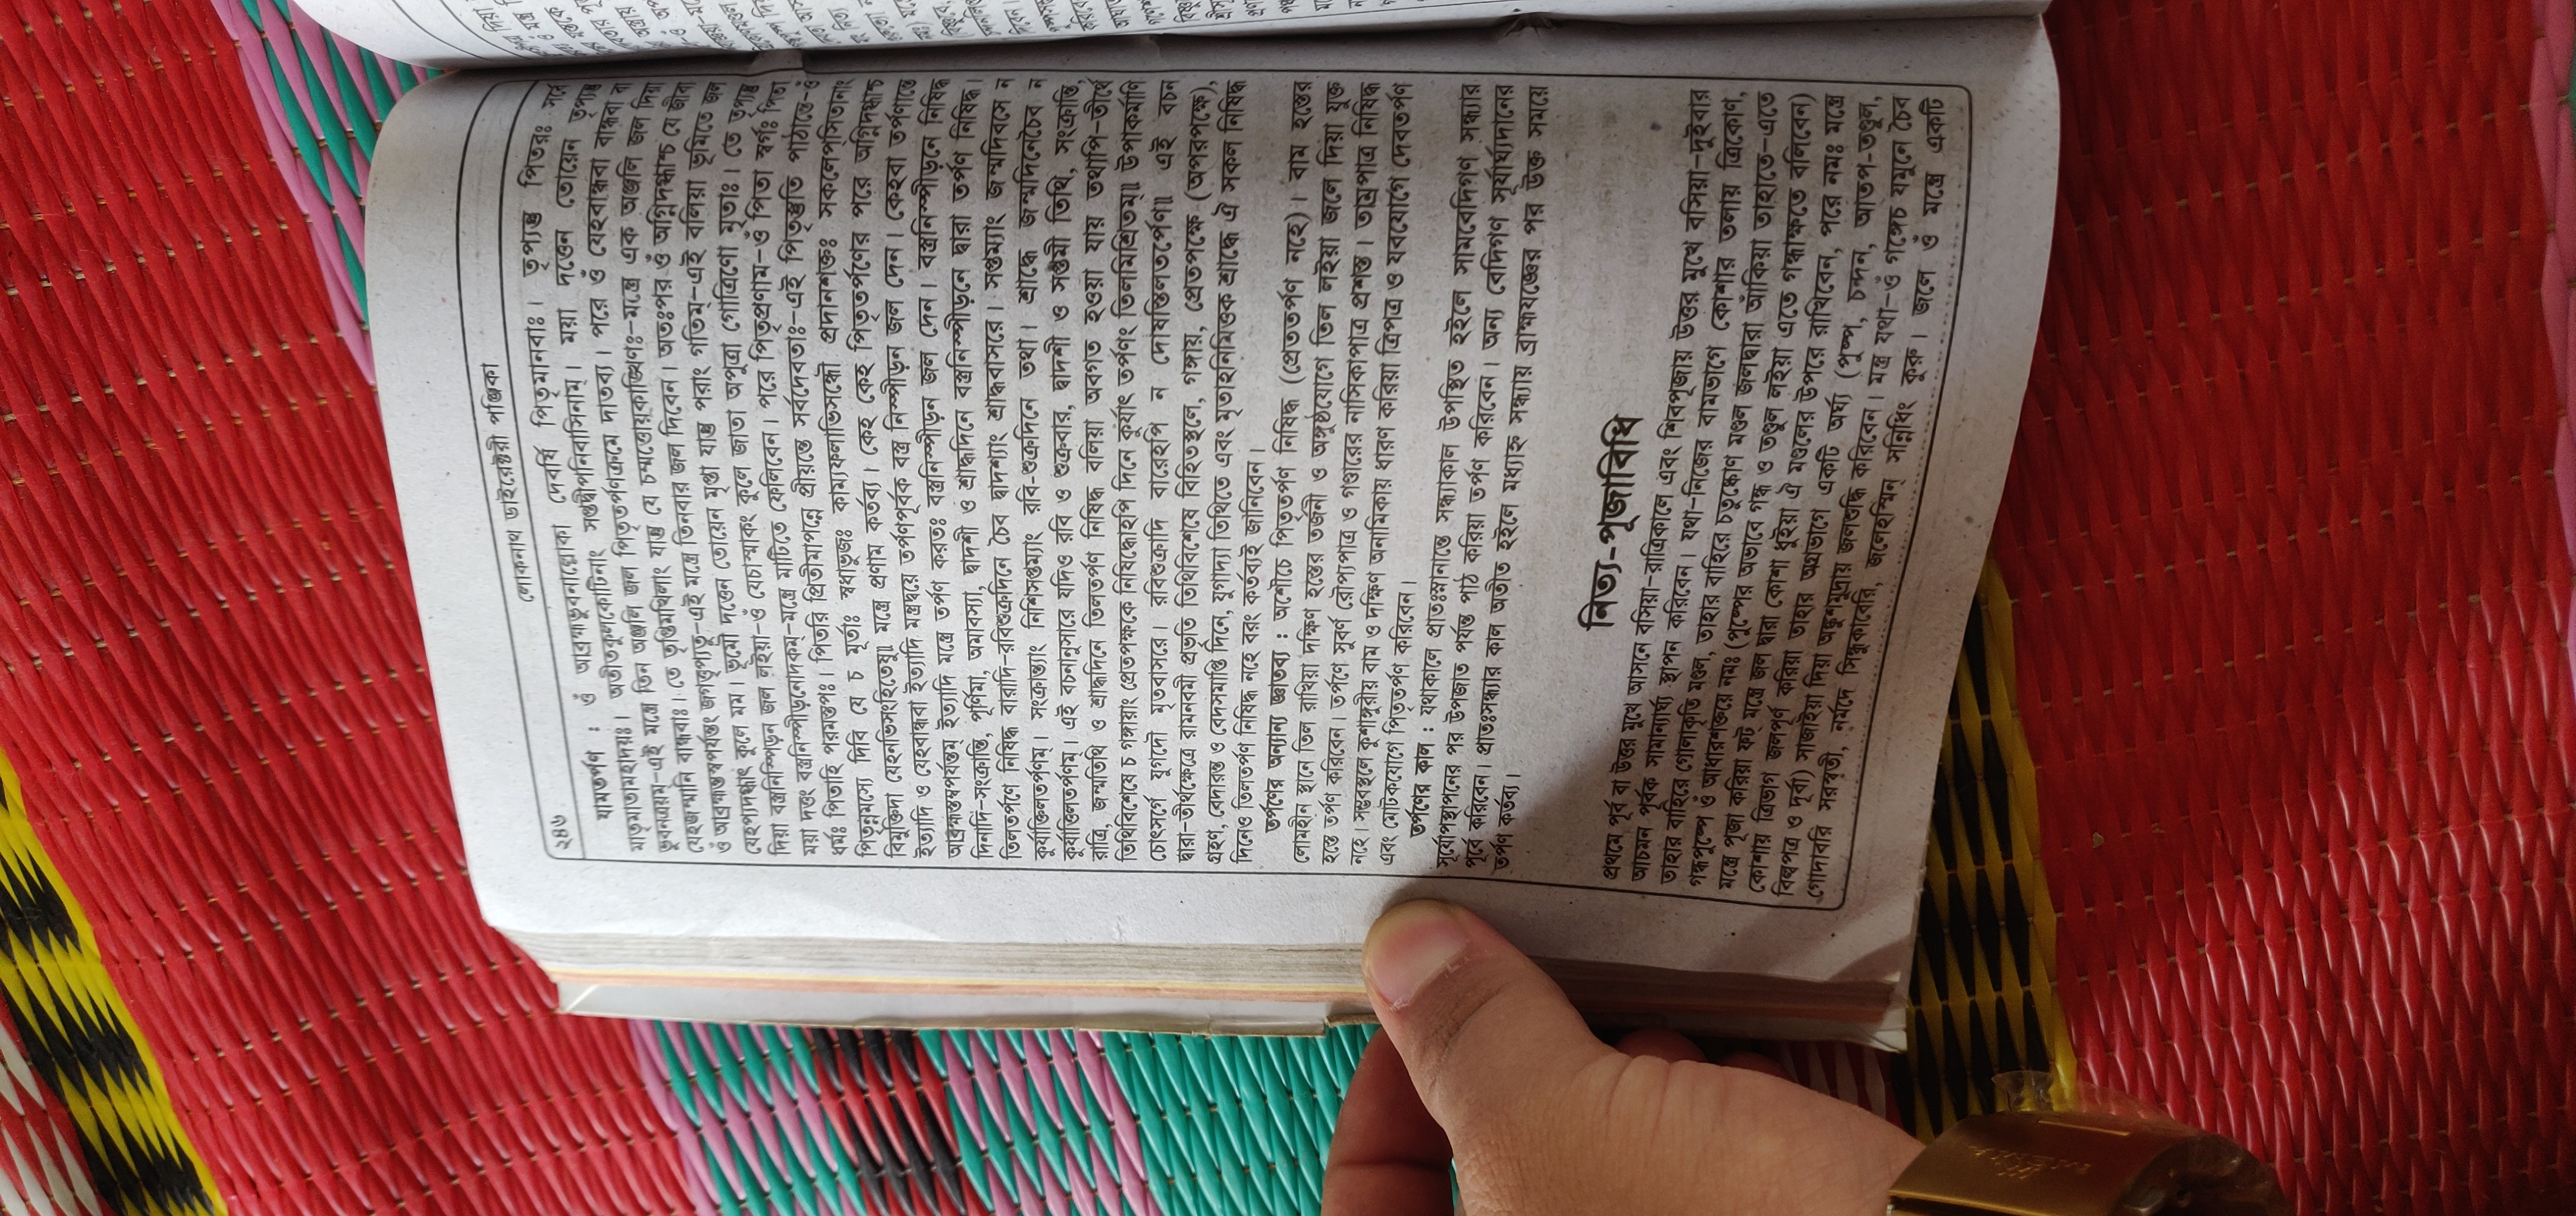 ২৪৬
লোকনাথ ডাইরেক্টরী পঞ্জিকা
রামতর্পণ : ওঁ আব্রহ্মভুবনাল্লোকা দেবর্ষি পিতৃমানবাঃ। তৃপ্যন্তু পিতরঃ সর্বে
মাতৃমাতামহাদয়ঃ। অতীতকুলকোটীনাং সপ্তদ্বীপনিবাসিনাম্। ময়া দত্তেন তোয়েন তৃপ্যন্তু
ভুবনত্রয়ম্–এই মন্ত্রে তিন অঞ্জলি জল পিতৃতর্পণক্রমে দাতব্য। পরে ওঁ যেহবান্ধবা বান্ধবা বা
যেহন্যজন্মনি বান্ধবাঃ। তে তৃপ্তিমখিলাং যান্তু যে চাস্মত্তোয়াকাঙ্ক্ষিণঃ–মন্ত্রে এক অঞ্জলি জল দিয়া
ওঁ আব্রহ্মস্তম্বপর্য্যন্তং জগত্তৃপ্যতু–এই মন্ত্রে তিনবার জল দিবেন। অতঃপর ওঁ অগ্নিদগ্ধাশ্চ যে জীবা
যেহপ্যদগ্ধাঃ কুলে মম। ভূমৌ দত্তেন তোয়েন তৃপ্তা যান্তু পরাং গতিম্–এই বলিয়া ভূমিতে জল
দিয়া বস্ত্রনিষ্পীড়ন জল লইয়া–ওঁ যে চাস্মাকং কুলে জাতা অপুত্রা গোত্রিণো মৃতাঃ। তে তৃপ্যন্তু
ময়া দত্তং বস্ত্রনিষ্পীড়নোদকম্–মন্ত্রে মাটিতে ফেলিবেন। পরে পিতৃপ্রণাম–ওঁ পিতা স্বর্গঃ পিতা
ধর্ম্মঃ পিতাহি পরমন্তপঃ। পিতরি প্রীতিমাপন্নে প্রীয়ন্তে সর্বদেবতাঃ–এই পিতৃস্তুতি পাঠান্তে–ওঁ
পিতৃন্নমস্যে দিবি যে চ মূর্ত্তাঃ স্বধাভুজঃ কাম্যফলাভিসন্ধৌ প্রদানশক্তাঃ সকলেপ্সিতানাং
বিমুক্তিদা যেহনভিসংহিতেষু॥ মন্ত্রে প্রণাম কর্তব্য। কেহ কেহ পিতৃতর্পণের পরে অগ্নিদগ্ধাশ্চ
ইত্যাদি ও যেহবান্ধবা ইত্যাদি মন্ত্রদ্বয়ে তর্পণপূর্বক বস্ত্র নিষ্পীড়ন জল দেন। কেহবা তর্পণান্তে
আব্রহ্মস্তম্বপর্য্যন্তম্ ইত্যাদি মন্ত্রে তর্পণ করতঃ বস্ত্রনিষ্পীড়ন জল দেন। বস্ত্রনিষ্পীড়নে নিষিদ্ধ
দিনাদি–সংক্রান্তি, পূর্ণিমা, অমাবস্যা, দ্বাদশী ও শ্রাদ্ধদিনে বস্ত্রনিষ্পীড়নে দ্বারা তর্পণ নিষিদ্ধ।
তিলতর্পণে নিষিদ্ধ বারাদি–রবিশুক্রদিনে চৈব দ্বাদশ্যাং শ্রাদ্ধবাসরে। সপ্তম্যাং জন্মদিবসে ন
কুর্য্যাত্তিলতর্পণম্। সংক্রান্ত্যাং নিশিসপ্তম্যাং রবি-শুক্রদিনে তথা। শ্রাদ্ধে জন্মদিনেচৈব ন
কুর্য্যাত্তিলতর্পণম্। এই বচনানুসারে যদিও রবি ও শুক্রবার, দ্বাদশী ও সপ্তমী তিথি, সংক্রান্তি,
রাত্রি, জন্মতিথি ও শ্রাদ্ধদিনে তিলতর্পণ নিষিদ্ধ বলিয়া অবগত হওয়া যায় তথাপি–তীর্থে
তিথিবিশেষে চ গঙ্গায়াং প্রেতপক্ষকে নিষিদ্ধেহপি দিনে কুর্য্যাৎ তর্পণং তিলমিশ্রিতম্॥ উপাকর্মাণি
চোৎসর্গে যুগাদৌ মৃতবাসরে। রবিশুক্রাদি বারেহপি ন দোষস্তিলতর্পণে॥ এই বচন
দ্বারা–তীর্থক্ষেত্রে রামনবমী প্রভৃতি তিথিবিশেষে বিহিতস্থলে, গঙ্গায়, প্রেতপক্ষে (অপরপক্ষে),
গ্রহণ, বেদারম্ভ ও বেদসমাপ্তি দিনে, যুগাদ্যা তিথিতে এবং মৃতাহনিমিত্তক শ্রাদ্ধে ঐ সকল নিষিদ্ধ
দিনেও তিলতর্পণ নিষিদ্ধ নহে বরং কর্তব্যই জানিবেন।
তর্পণের অন্যান্য জ্ঞাতব্য : অশৌচে পিতৃতর্পণ নিষিদ্ধ (প্রেততর্পণ নহে)। বাম হস্তের
লোমহীন স্থানে তিল রাখিয়া দক্ষিণ হস্তের তর্জনী ও অঙ্গুষ্ঠযোগে তিল লইয়া জলে দিয়া যুক্ত
হস্তে তর্পণ করিবেন। তর্পণে সুবর্ণ রৌপ্যপাত্র ও গণ্ডারের নাসিকাপাত্র প্রশস্ত। তাম্রপাত্র নিষিদ্ধ
নহে। সম্ভবস্থলে কুশাঙ্গুরীয় বাম ও দক্ষিণ অনামিকায় ধারণ করিয়া ত্রিপত্র ও যবযোগে দেবতর্পণ
এবং মোটকযোগে পিতৃতর্পণ করিবেন।
তর্পণের কাল : যথাকালে প্রাতঃস্নানান্তে সন্ধ্যাকাল উপস্থিত হইলে সামবেদিগণ সন্ধ্যার
সূর্য্যোপস্থাপনের পর উপজাত পর্যন্ত পাঠ করিয়া তর্পণ করিবেন। অন্য বেদিগণ সূর্যার্ঘ্যদানের
পূর্বে করিবেন। প্রাতঃসন্ধ্যার কাল অতীত হইলে মধ্যাহ্ন সন্ধ্যায় ব্রহ্মযজ্ঞের পর উক্ত সময়ে
তর্পণ কর্তব্য।
নিত্য-পূজাবিধি
প্রথমে পূর্ব বা উত্তর মুখে আসনে বসিয়া–রাত্রিকালে এবং শিবপূজায় উত্তর মুখে বসিয়া–দুইবার
আচমন পূর্বক সামান্যার্ঘ্য স্থাপন করিবেন। যথা–নিজের বামভাগে কোশার তলায় ত্রিকোণ,
তাহার বাহিরে গোলাকৃতি মণ্ডল, তাহার বাহিরে চতুষ্কোণ মণ্ডল জলদ্বারা আঁকিয়া তাহাতে–এতে
গন্ধপুষ্পে ওঁ আধারশক্তয়ে নমঃ (পুষ্পের অভাবে গন্ধ ও তণ্ডুল লইয়া এতে গন্ধাক্ষতে বলিবেন)
মন্ত্রে পূজা করিয়া ফট্ মন্ত্রে জল দ্বারা কোশা ধুইয়া ঐ মণ্ডলের উপরে রাখিবেন, পরে নমঃ মন্ত্রে
কোশায় ত্রিভাগ জলপূর্ণ করিয়া তাহার অগ্রভাগে একটি অর্ঘ্য (পুষ্প, চন্দন, আতপ-তণ্ডুল,
বিল্বপত্র ও দূর্বা) সাজাইয়া দিয়া অঙ্কুশমুদ্রায় জলশুদ্ধি করিবেন। মন্ত্র যথা–ওঁ গঙ্গেচ যমুনে চৈব
গোদাবরি সরস্বতী, নর্মদে সিন্ধুকাবেরি, জলেহস্মিন্ সন্নিধিং কুরু। জলে ওঁ মন্ত্রে একটি